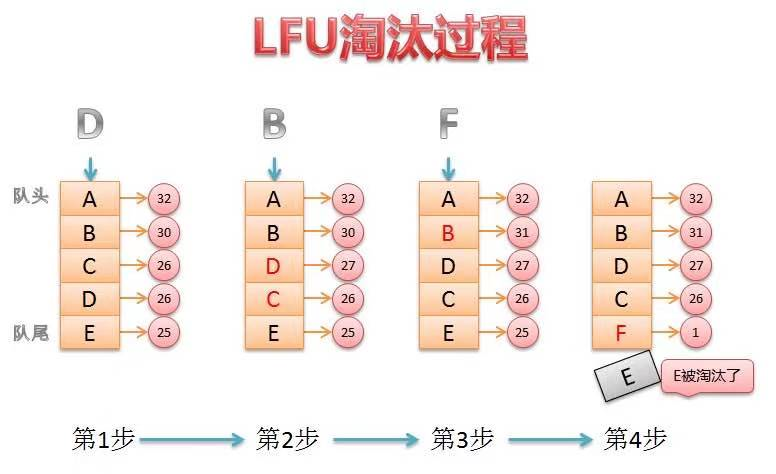 LFU淘汰过程
D B F
队头 A 32 A 32 A 32 A 32
B 30 B 30 B 31 B 31
C 26 D 27 D 27 D 27
D 26 C 26 C 26 C 26
队尾 E 25 E 25 E 25 F 1
E E被淘汰了
第1步 第2步 第3步 第4步